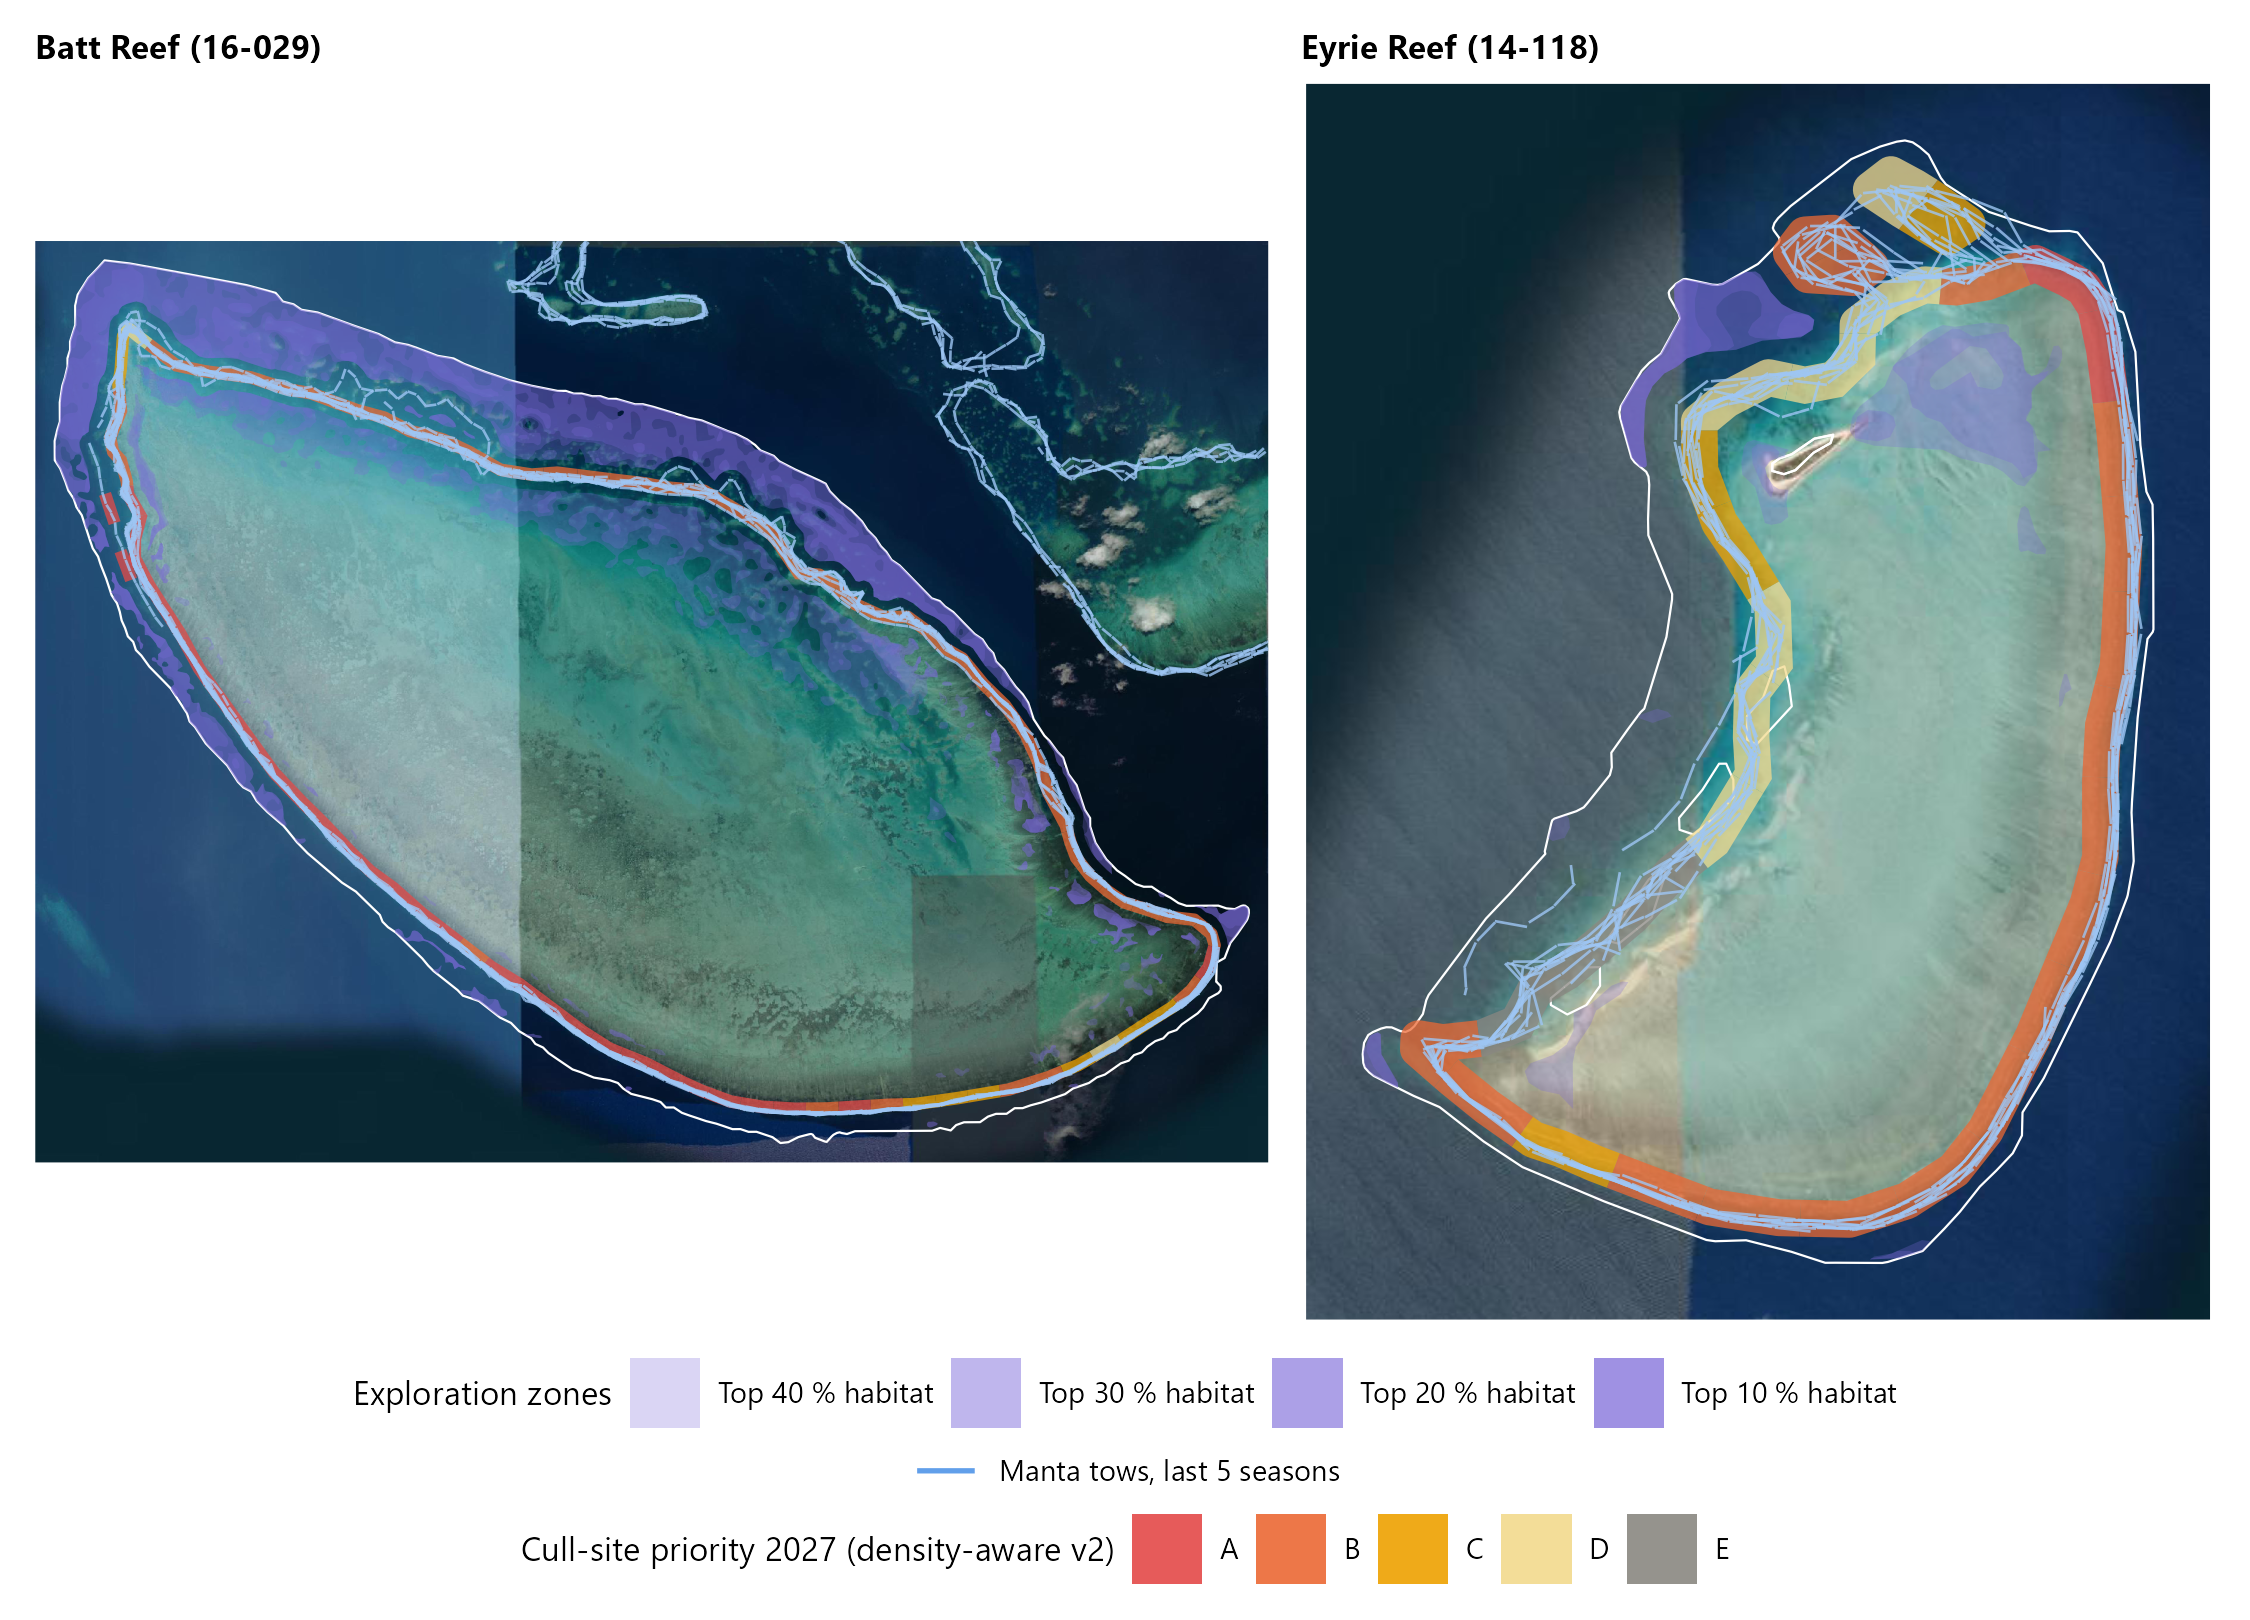 Batt Reef (16-029)
Eyrie Reef (14-118)
Exploration zones
Top 40 % habitat
Top 30 % habitat
Top 20 % habitat
Top 10 % habitat
Manta tows, last 5 seasons
Cull-site priority 2027 (density-aware v2)
A
B
C
D
E